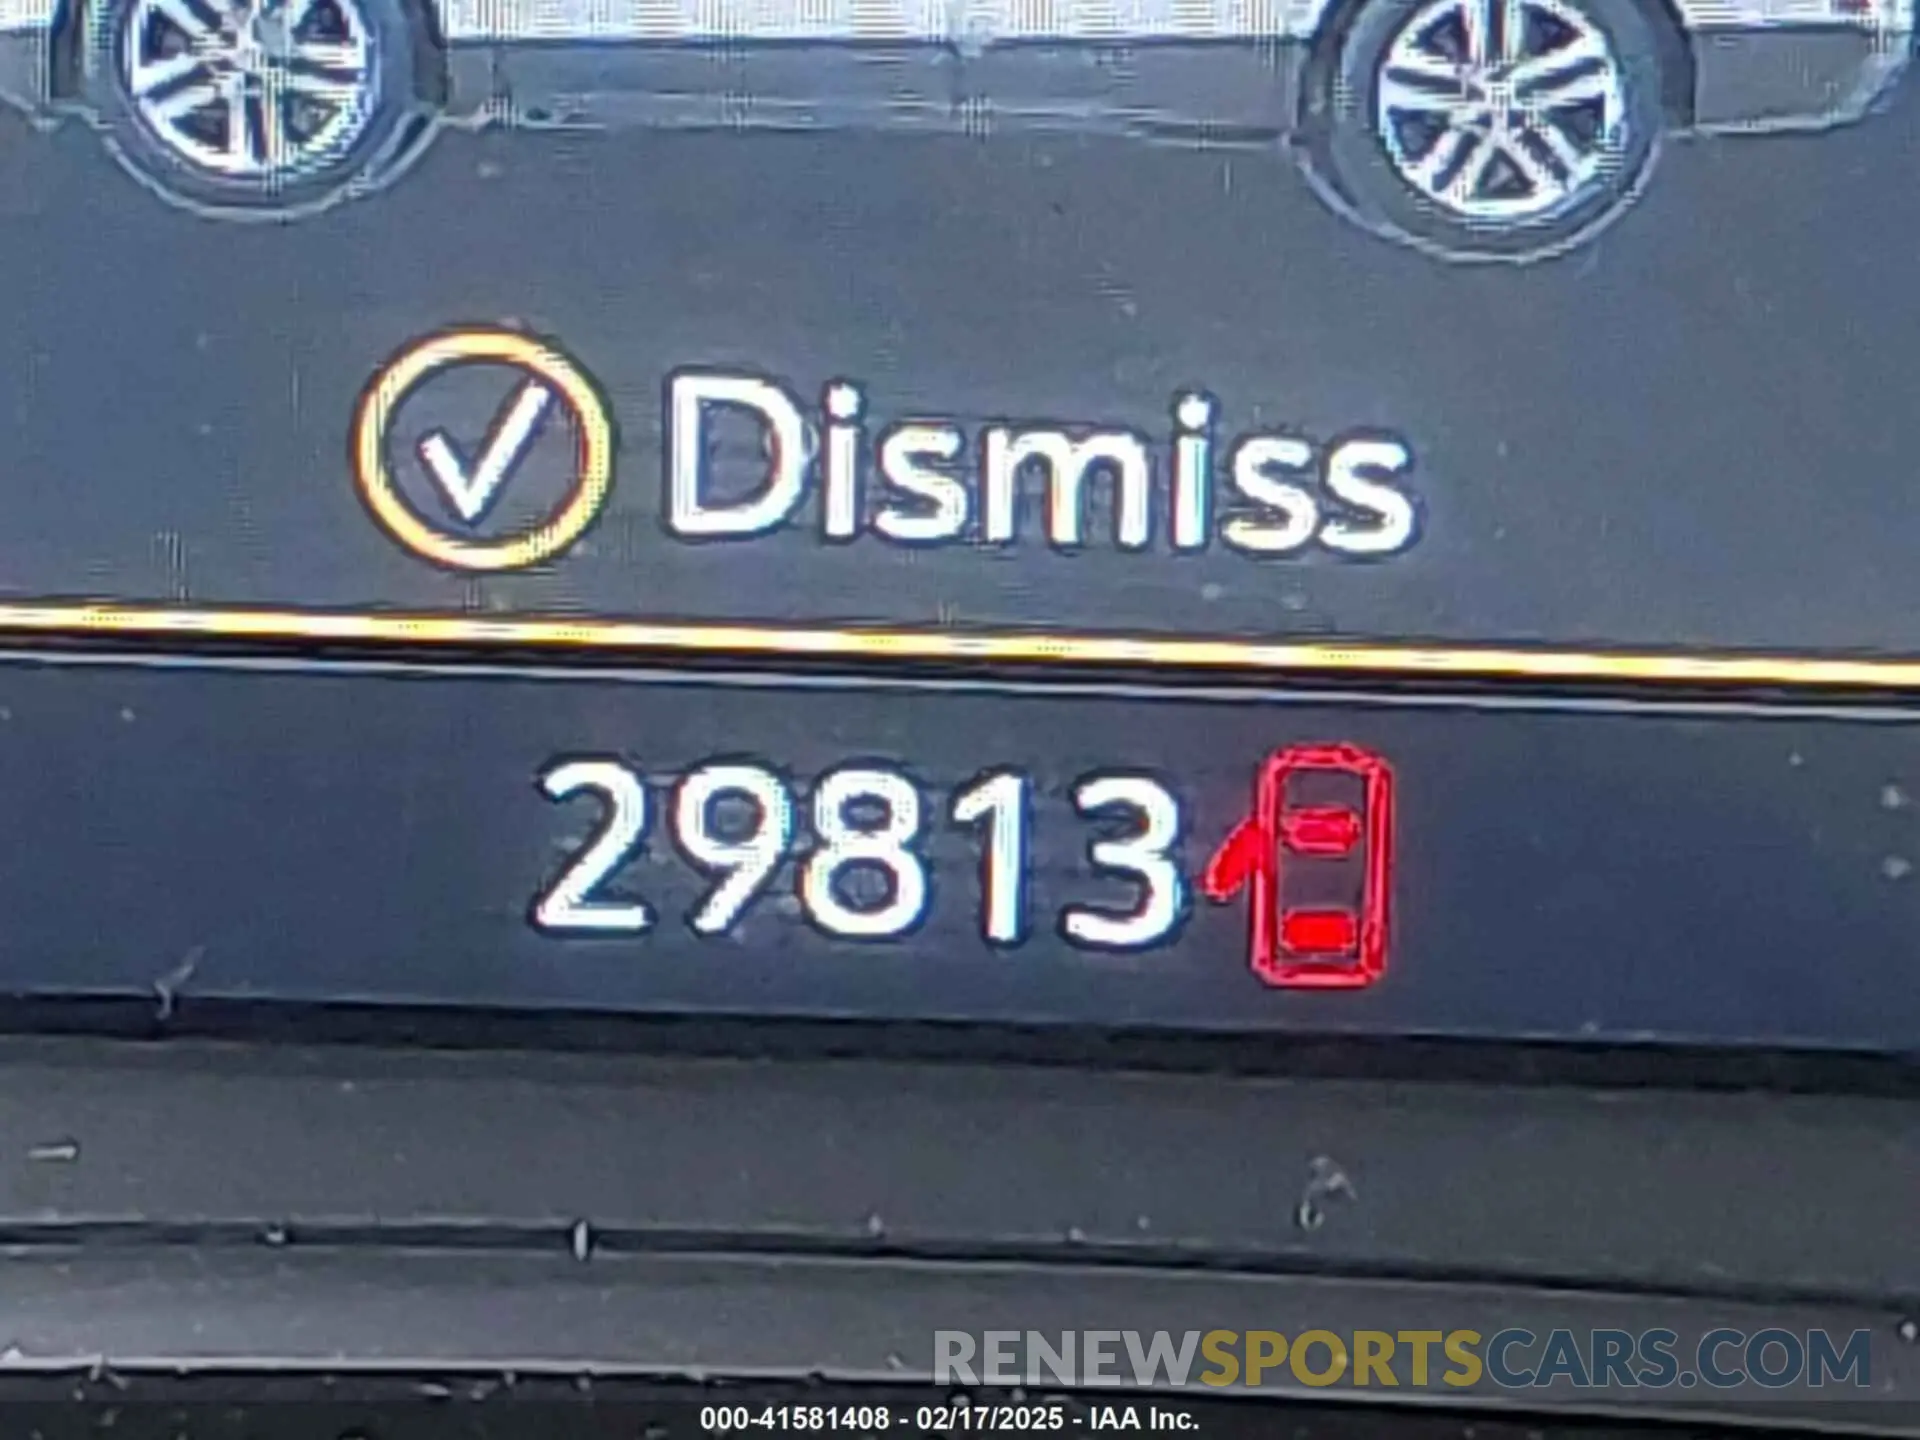 Dismiss
29813
RENEWSPORTSCARS.COM
000-41581408 - 02/17/2025 - IAA Inc.